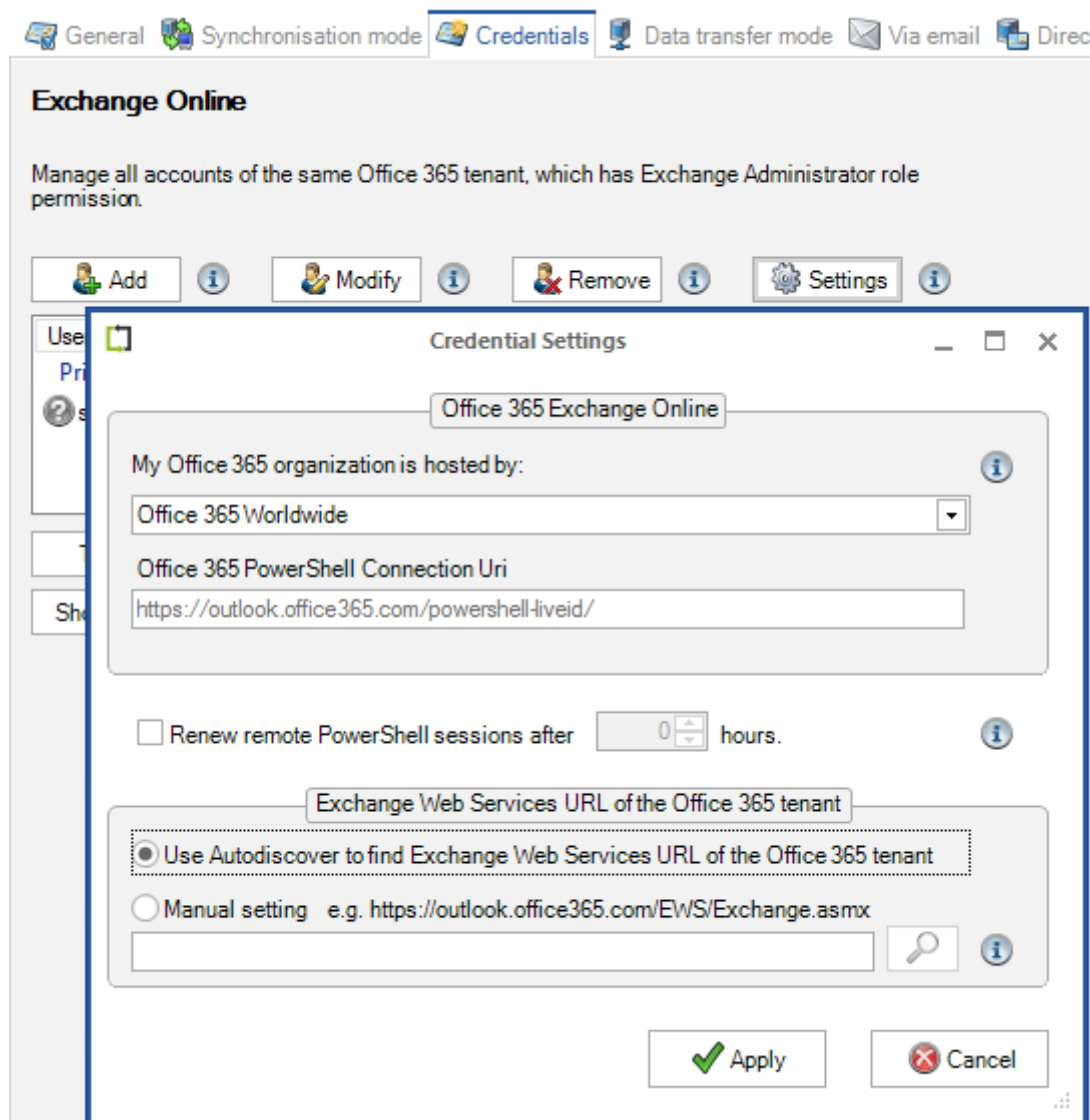 General Synchronisation mode Credentials Data transfer mode Via email Direc
Exchange Online
Manage all accounts of the same Office 365 tenant, which has Exchange Administrator role
permission.
Add Modify Remove Settings
Use
Credential Settings
Pri
s
Office 365 Exchange Online
My Office 365 organization is hosted by:
Office 365 Worldwide
Office 365 PowerShell Connection Uri
Sho
https://outlook.office365.com/powershell-liveid/
Renew remote PowerShell sessions after 0 hours.
Exchange Web Services URL of the Office 365 tenant
Use Autodiscover to find Exchange Web Services URL of the Office 365 tenant
Manual setting e.g. https://outlook.office365.com/EWS/Exchange.asmx
Apply Cancel